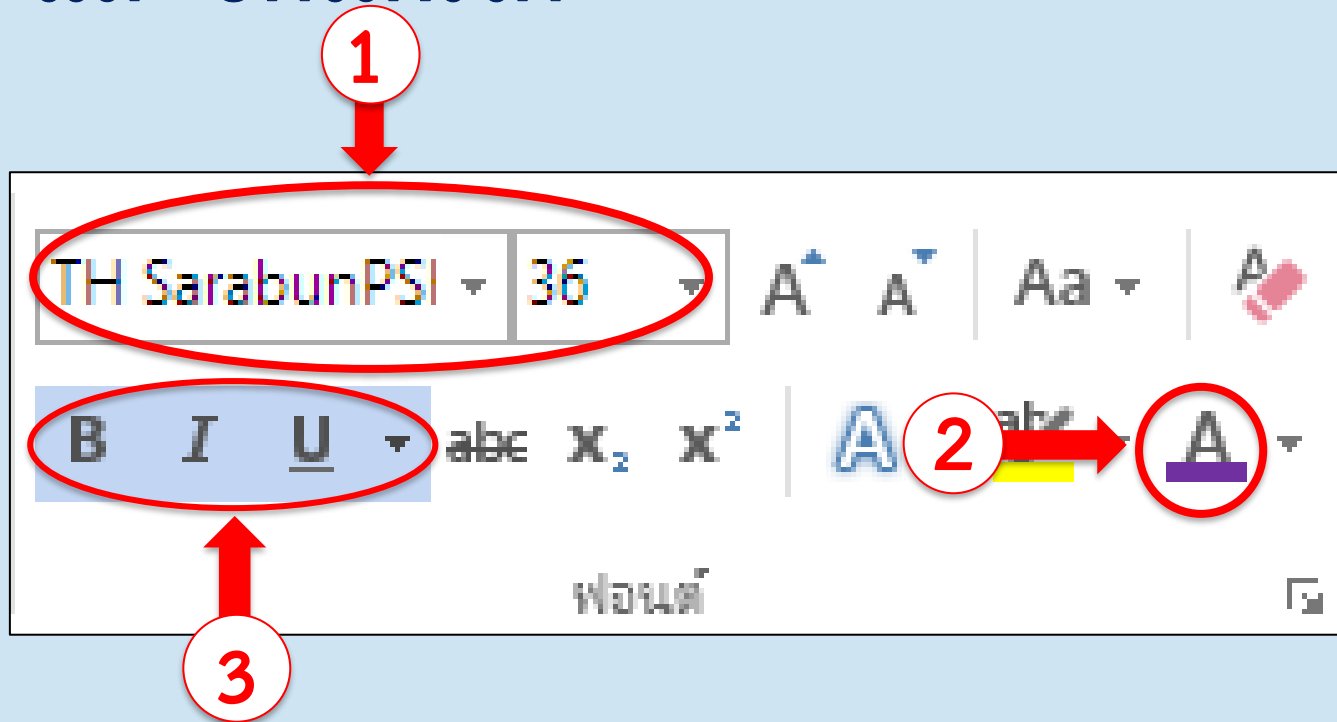 1
TH SarabunPSI 36 A A Aa A
B I U abc X₂ X² A 2 A
ฟอนต์
3